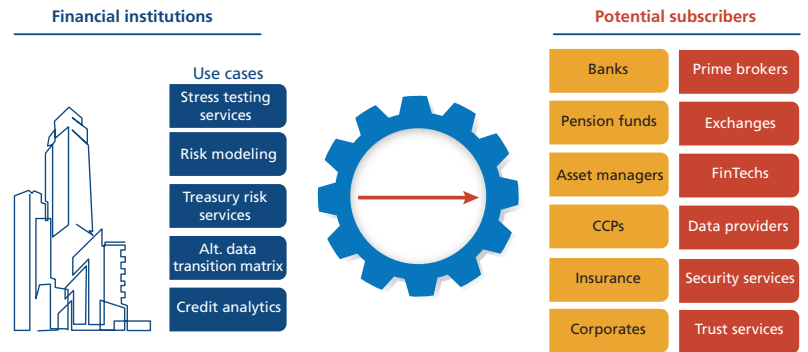 Financial institutions
Use cases
Stress testing
services
Risk modeling
Treasury risk
services
Alt. data
transition matrix
Credit analytics
Potential subscribers
Banks
Prime brokers
Pension funds
Exchanges
Asset managers
FinTechs
CCPs
Data providers
Insurance
Security services
Corporates
Trust services